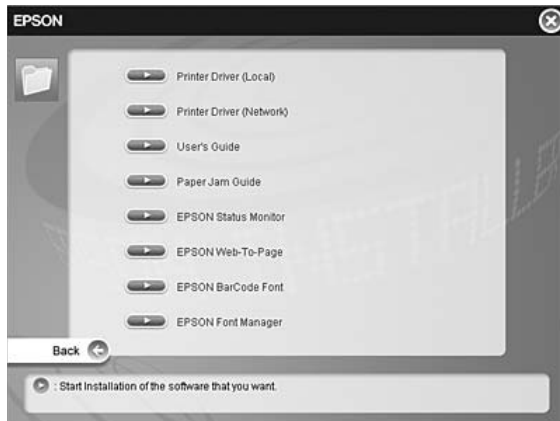 EPSON
Printer Driver (Local)
Printer Driver (Network)
User's Guide
Paper Jam Guide
EPSON Status Monitor
EPSON Web-To-Page
EPSON BarCode Font
EPSON Font Manager
Back
: Start Installation of the software that you want.